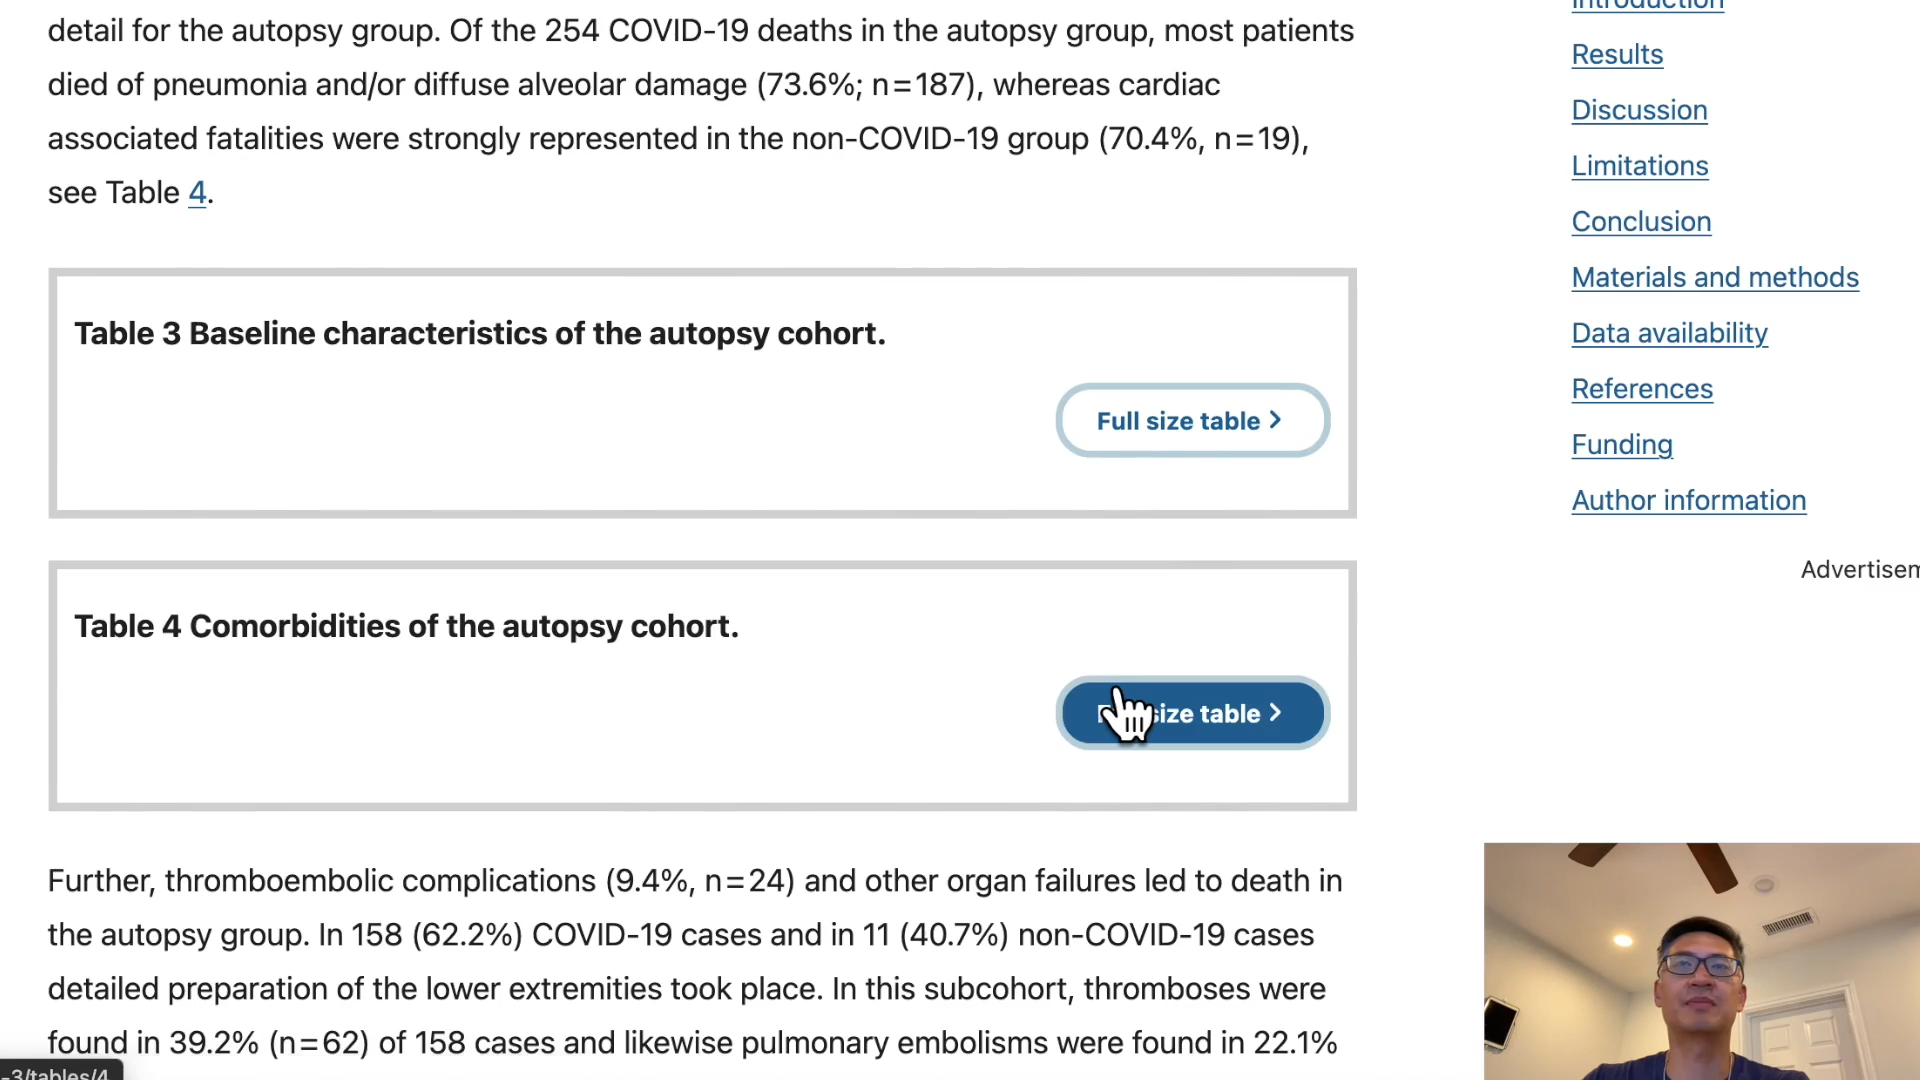 detail for the autopsy group. Of the 254 COVID-19 deaths in the autopsy group, most patients
died of pneumonia and/or diffuse alveolar damage (73.6%; n=187), whereas cardiac
associated fatalities were strongly represented in the non-COVID-19 group (70.4%, n=19),
see Table 4.
Table 3 Baseline characteristics of the autopsy cohort.
Full size table >
Table 4 Comorbidities of the autopsy cohort.
size table >
Further, thromboembolic complications (9.4%, n=24) and other organ failures led to death in
the autopsy group. In 158 (62.2%) COVID-19 cases and in 11 (40.7%) non-COVID-19 cases
detailed preparation of the lower extremities took place. In this subcohort, thromboses were
found in 39.2% (n=62) of 158 cases and likewise pulmonary embolisms were found in 22.1%
-3/tables/4
Introduction
Results
Discussion
Limitations
Conclusion
Materials and methods
Data availability
References
Funding
Author information
Advertisem